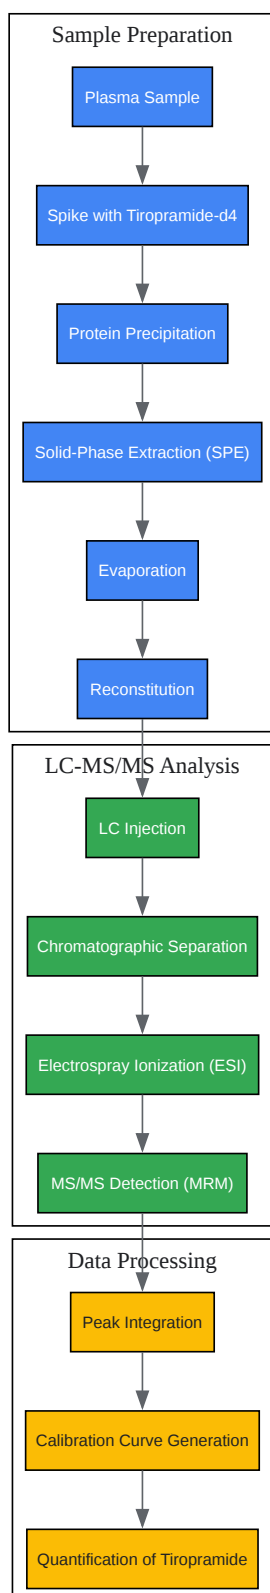 Sample Preparation
Plasma Sample
Spike with Tiropramide-d4
Protein Precipitation
Solid-Phase Extraction (SPE)
Evaporation
Reconstitution
LC-MS/MS Analysis
LC Injection
Chromatographic Separation
Electrospray Ionization (ESI)
MS/MS Detection (MRM)
Data Processing
Peak Integration
Calibration Curve Generation
Quantification of Tiropramide